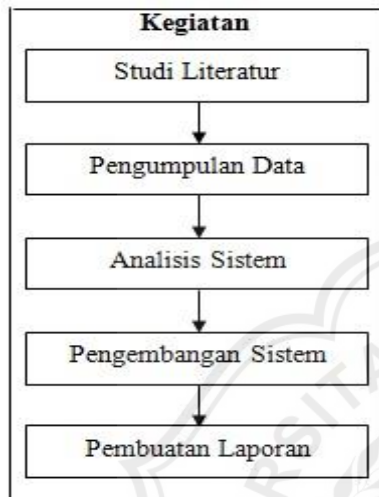 Kegiatan
Studi Literatur
Pengumpulan Data
Analisis Sistem
Pengembangan Sistem
Pembuatan Laporan